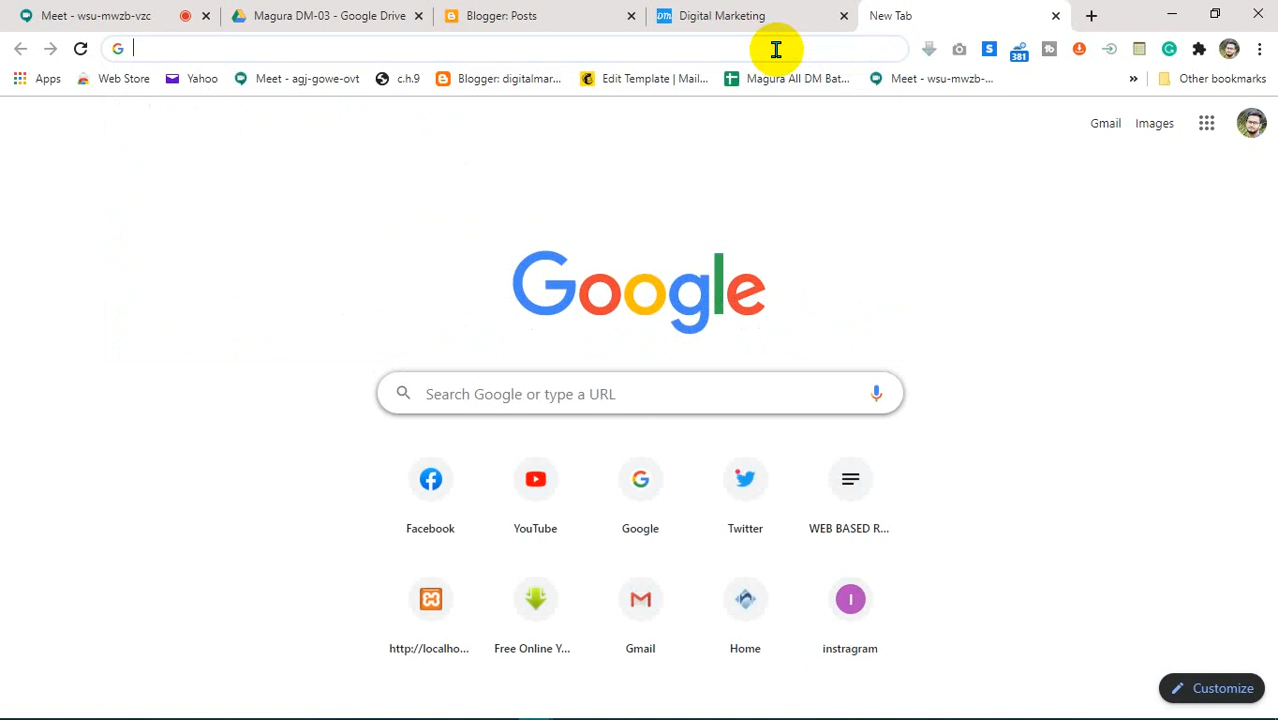 Meet - wsu-mwzb-vzc Magura DM-03 - Google Driv Blogger: Posts Digital Marketing New Tab
381
Apps Web Store Yahoo Meet - agj-gowe-ovt c.h.9 Blogger: digitalmar... Edit Template | Mail... Magura All DM Bat... Meet - wsu-mwzb-... » Other bookmarks
Gmail Images
Google
Search Google or type a URL
Facebook YouTube Google Twitter WEB BASED R...
http://localho... Free Online Y... Gmail Home instragram
Customize